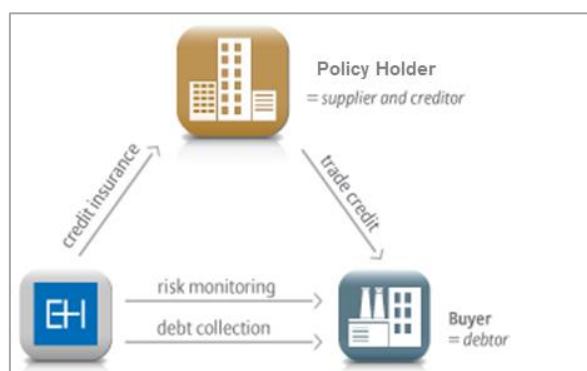 Policy Holder
= supplier and creditor
credit insurance
trade credit
risk monitoring
debt collection
EH
Buyer
= debtor